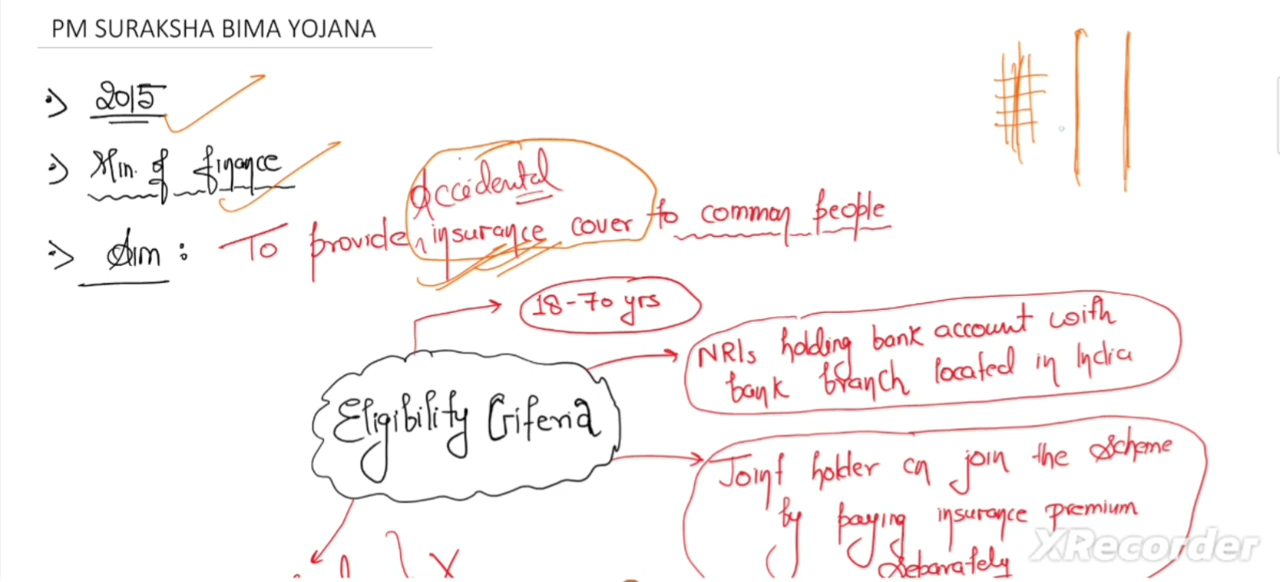 PM SURAKSHA BIMA YOJANA
2015
Min. of finance
Aim : To provide Accidental insurance cover to common people
18-70 yrs
NRIs holding bank account with
bank branch located in India
Eligibility Criteria
Joint holder cn join the scheme
by paying insurance premium
separately
XRecorder